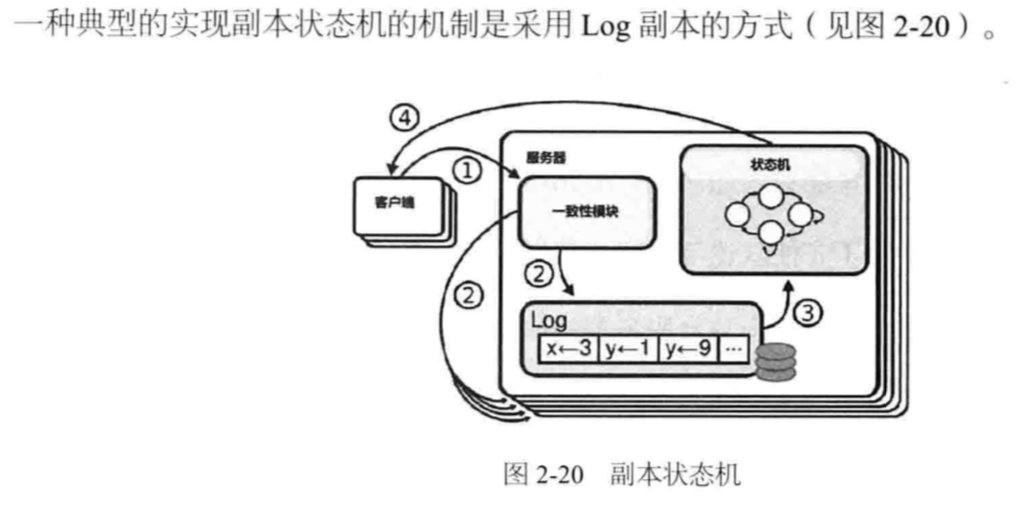 一种典型的实现副本状态机的机制是采用 Log 副本的方式（见图 2-20）。
④
服务器
状态机
①
客户端
一致性模块
②
②
③
Log
x←3 y←1 y←9 ...
图 2-20 副本状态机